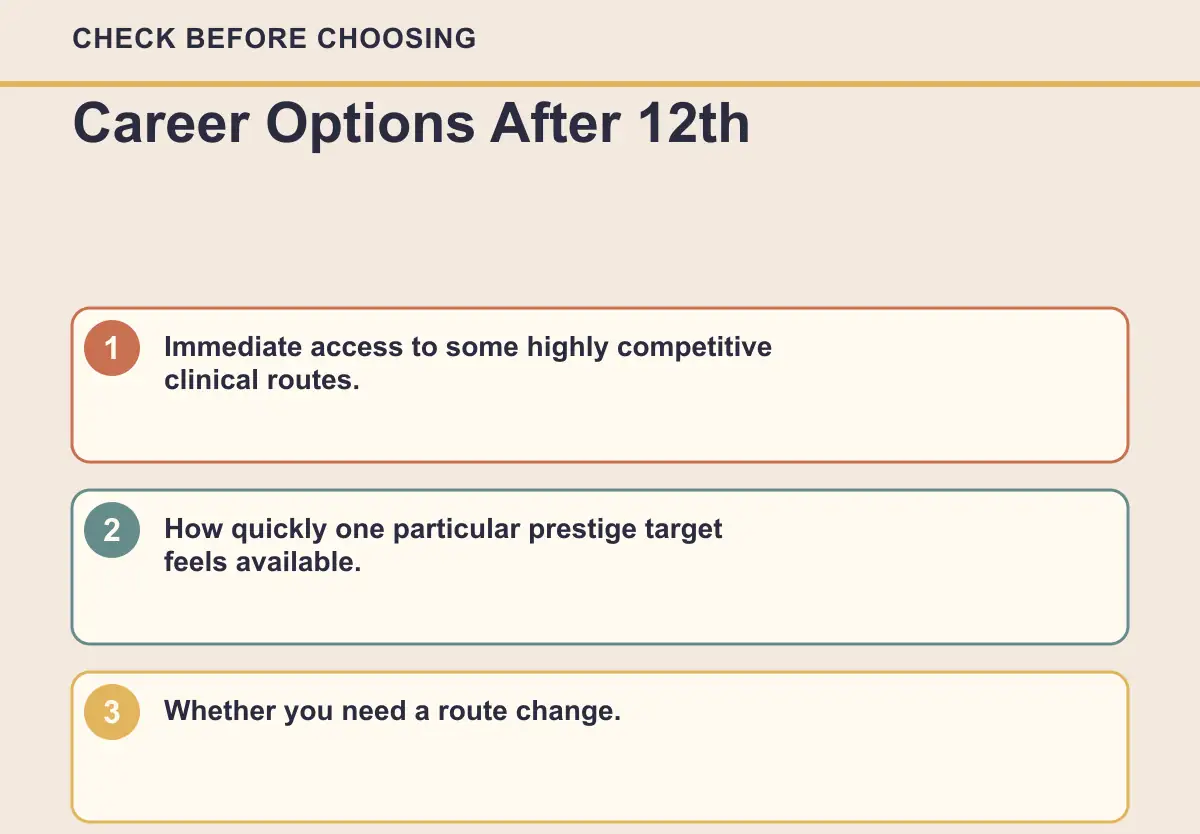 CHECK BEFORE CHOOSING
Career Options After 12th
1
Immediate access to some highly competitive
clinical routes.
2
How quickly one particular prestige target
feels available.
3
Whether you need a route change.